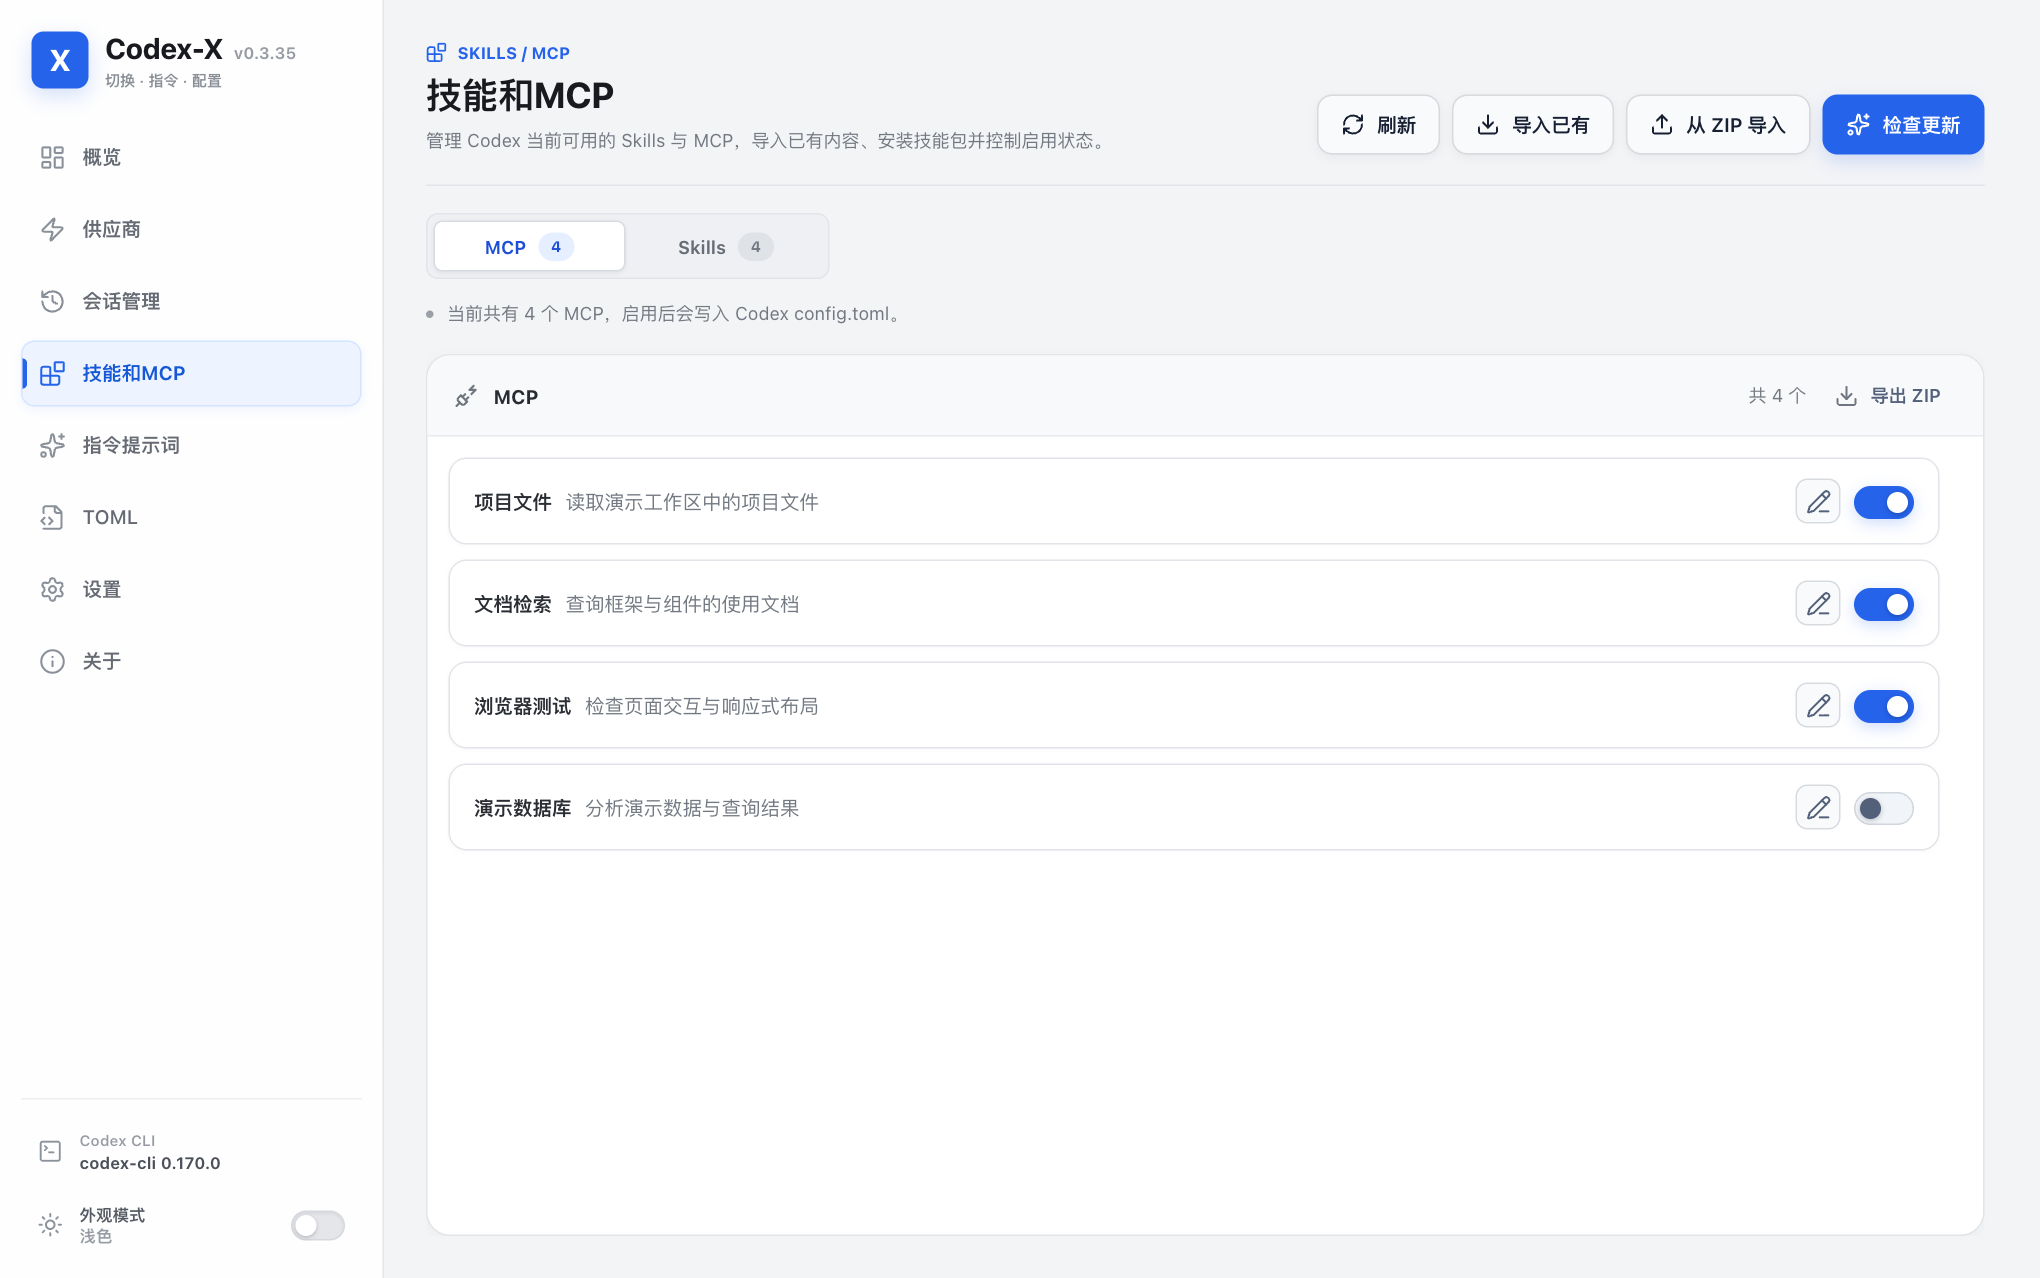 X
Codex-X v0.3.35
切换 · 指令 · 配置
概览
供应商
会话管理
技能和MCP
指令提示词
TOML
设置
关于
Codex CLI
codex-cli 0.170.0
外观模式
浅色
SKILLS / MCP
技能和MCP
管理 Codex 当前可用的 Skills 与 MCP，导入已有内容、安装技能包并控制启用状态。
刷新
导入已有
从 ZIP 导入
检查更新
MCP 4
Skills 4
当前共有 4 个 MCP，启用后会写入 Codex config.toml。
MCP
共 4 个
导出 ZIP
项目文件 读取演示工作区中的项目文件
文档检索 查询框架与组件的使用文档
浏览器测试 检查页面交互与响应式布局
演示数据库 分析演示数据与查询结果